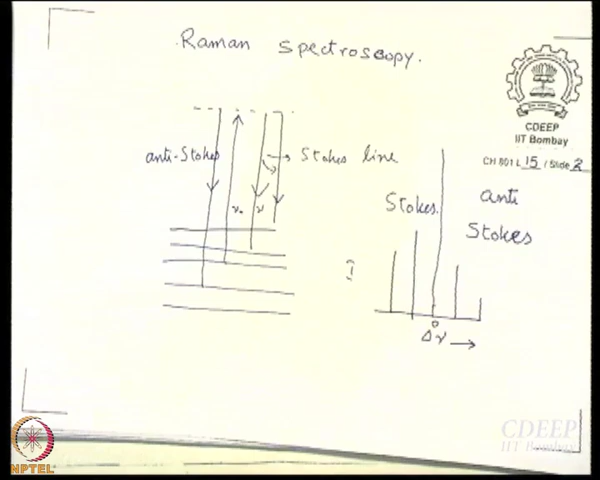 Raman Spectroscopy.
CDEEP
IIT Bombay
CH 801 L 15 / Slide 2
anti-Stokes
Stokes line
ν₀
ν
Stokes
anti
Stokes
I
0
Δν →
CDEEP
IIT Bombay
NPTEL